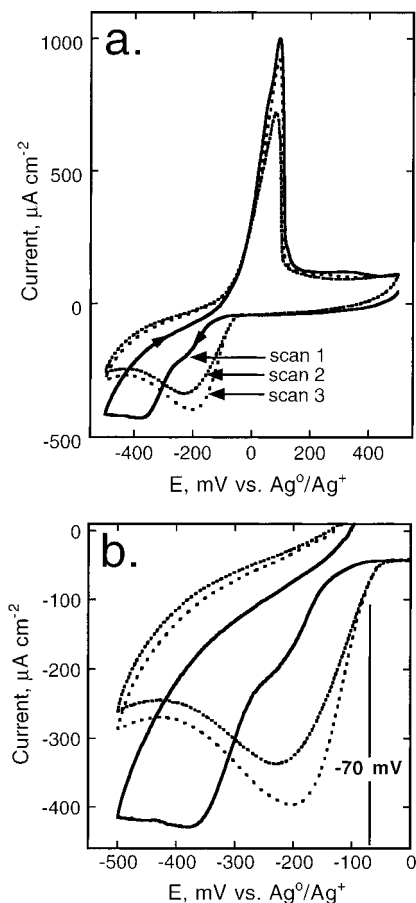 a.
1000
500
0
-500
Current, μA cm-2
scan 1
scan 2
scan 3
-400 -200 0 200 400
E, mV vs. Ag⁰/Ag⁺
b.
0
-100
-200
-300
-400
Current, μA cm⁻²
-70 mV
-500 -400 -300 -200 -100 0
E, mV vs. Ag⁰/Ag⁺